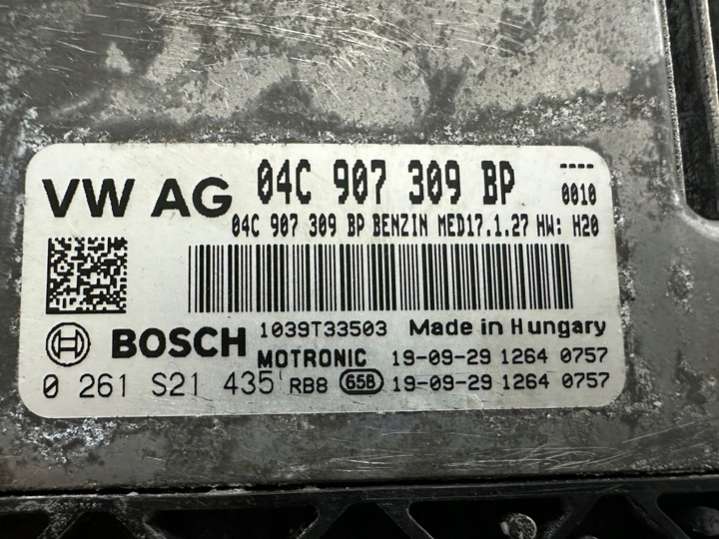 VW AG 04C 907 309 BP ----
0010
04C 907 309 BP BENZIN MED17.1.27 HW: H20
BOSCH 1039T33503 Made in Hungary
MOTRONIC 19-09-29 1264 0757
0 261 S21 435 RB8 65B 19-09-29 1264 0757